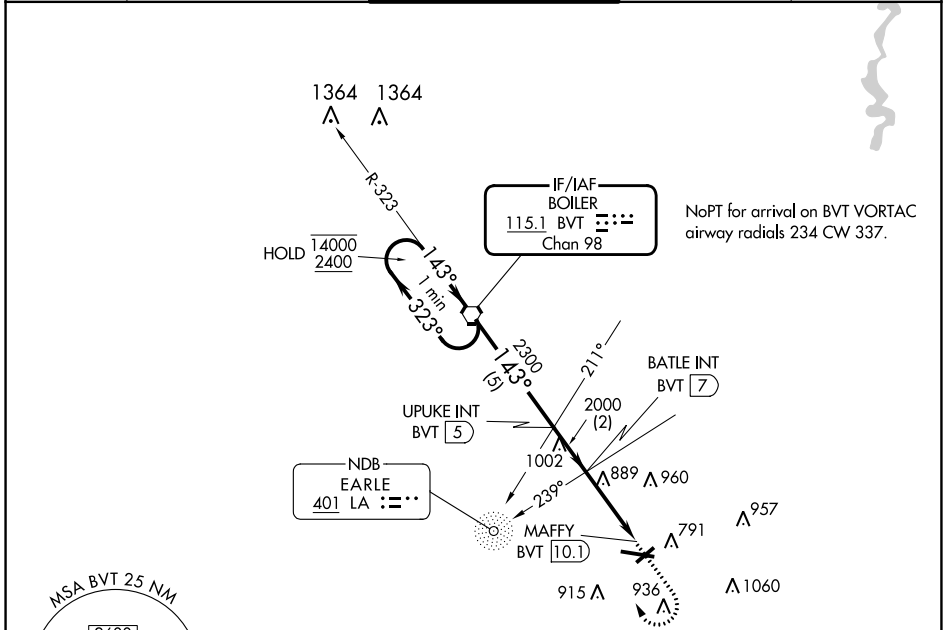 1364 1364
R-323
IF/IAF
BOILER
115.1 BVT
Chan 98
NoPT for arrival on BVT VORTAC
airway radials 234 CW 337.
HOLD 14000
2400
143°
1 min
323°
2300
143°
(5)
211°
BATLE INT
BVT 7
2000
(2)
UPUKE INT
BVT 5
1002
889 960
NDB
EARLE
401 LA
239°
MAFFY
BVT 10.1
791
957
915 936 1060
MSA BVT 25 NM